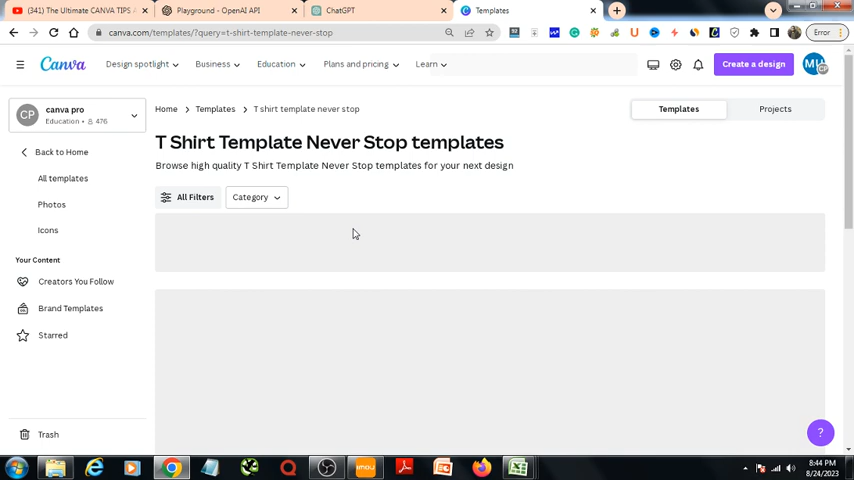 (341) The Ultimate CANVA TIPS
Playground - OpenAI API
ChatGPT
Templates
canva.com/templates/?query=t-shirt-template-never-stop
Error
Canva
Design spotlight
Business
Education
Plans and pricing
Learn
Create a design
MU
CP
CP
canva pro
Education • 476
Home
Templates
T shirt template never stop
Templates
Projects
T Shirt Template Never Stop templates
Browse high quality T Shirt Template Never Stop templates for your next design
All Filters
Category
Back to Home
All templates
Photos
Icons
Your Content
Creators You Follow
Brand Templates
Starred
Trash
?
8:44 PM
8/24/2023